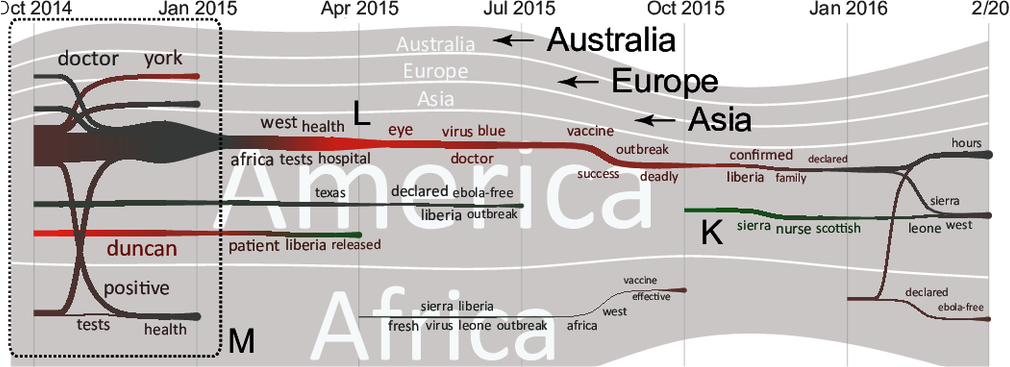 Oct 2014 Jan 2015 Apr 2015 Jul 2015 Oct 2015 Jan 2016 2/20
Australia Australia
doctor york
Europe Europe
Asia Asia
L
west health eye virus blue vaccine
africa tests hospital doctor
outbreak confirmed declared hours
success deadly liberia family
America
texas declared ebola-free
liberia outbreak
sierra
K sierra nurse scottish leone west
duncan patient liberia released
positive
vaccine
effective
declared
ebola-free
Africa
sierra liberia
fresh virus leone outbreak africa west
tests health
M